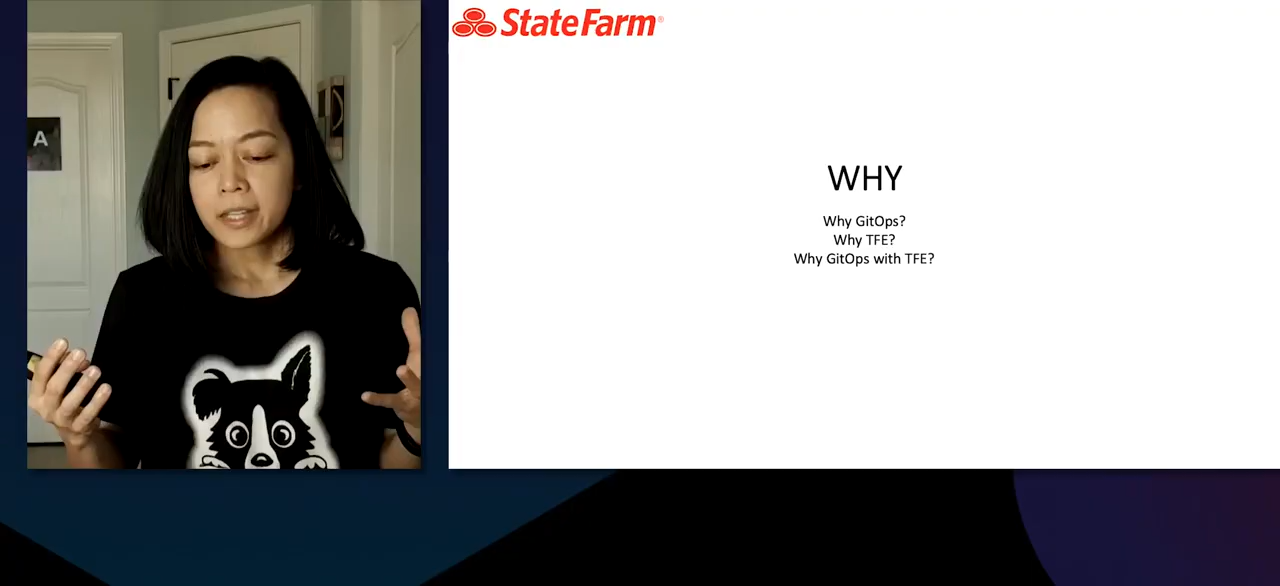 A
StateFarm®
WHY
Why GitOps?
Why TFE?
Why GitOps with TFE?